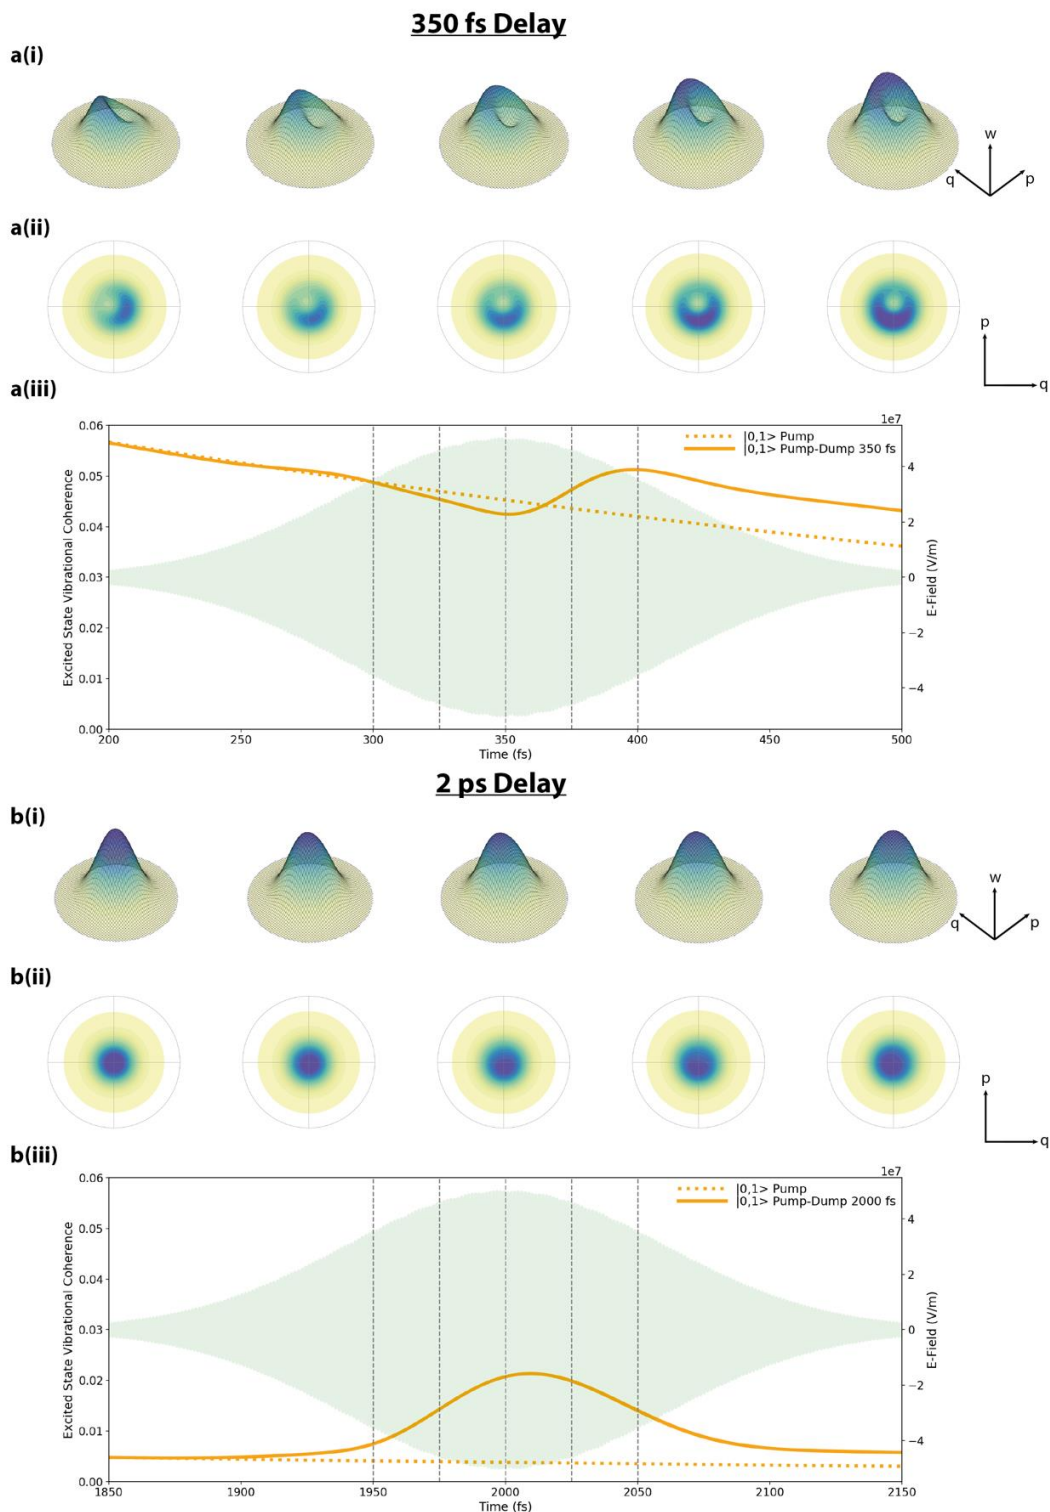 350 fs Delay
a(i)
w
q p
a(ii)
p
q
a(iii)
1e7
0.06
0.05
0.04
0.03
0.02
0.01
0.00
Excited State Vibrational Coherence
|0,1> Pump
|0,1> Pump-Dump 350 fs
4
2
0
−2
−4
E-Field (V/m)
200 250 300 350 400 450 500
Time (fs)
2 ps Delay
b(i)
w
q p
b(ii)
p
q
b(iii)
1e7
0.06
0.05
0.04
0.03
0.02
0.01
0.00
Excited State Vibrational Coherence
|0,1> Pump
|0,1> Pump-Dump 2000 fs
4
2
0
−2
−4
E-Field (V/m)
1850 1900 1950 2000 2050 2100 2150
Time (fs)